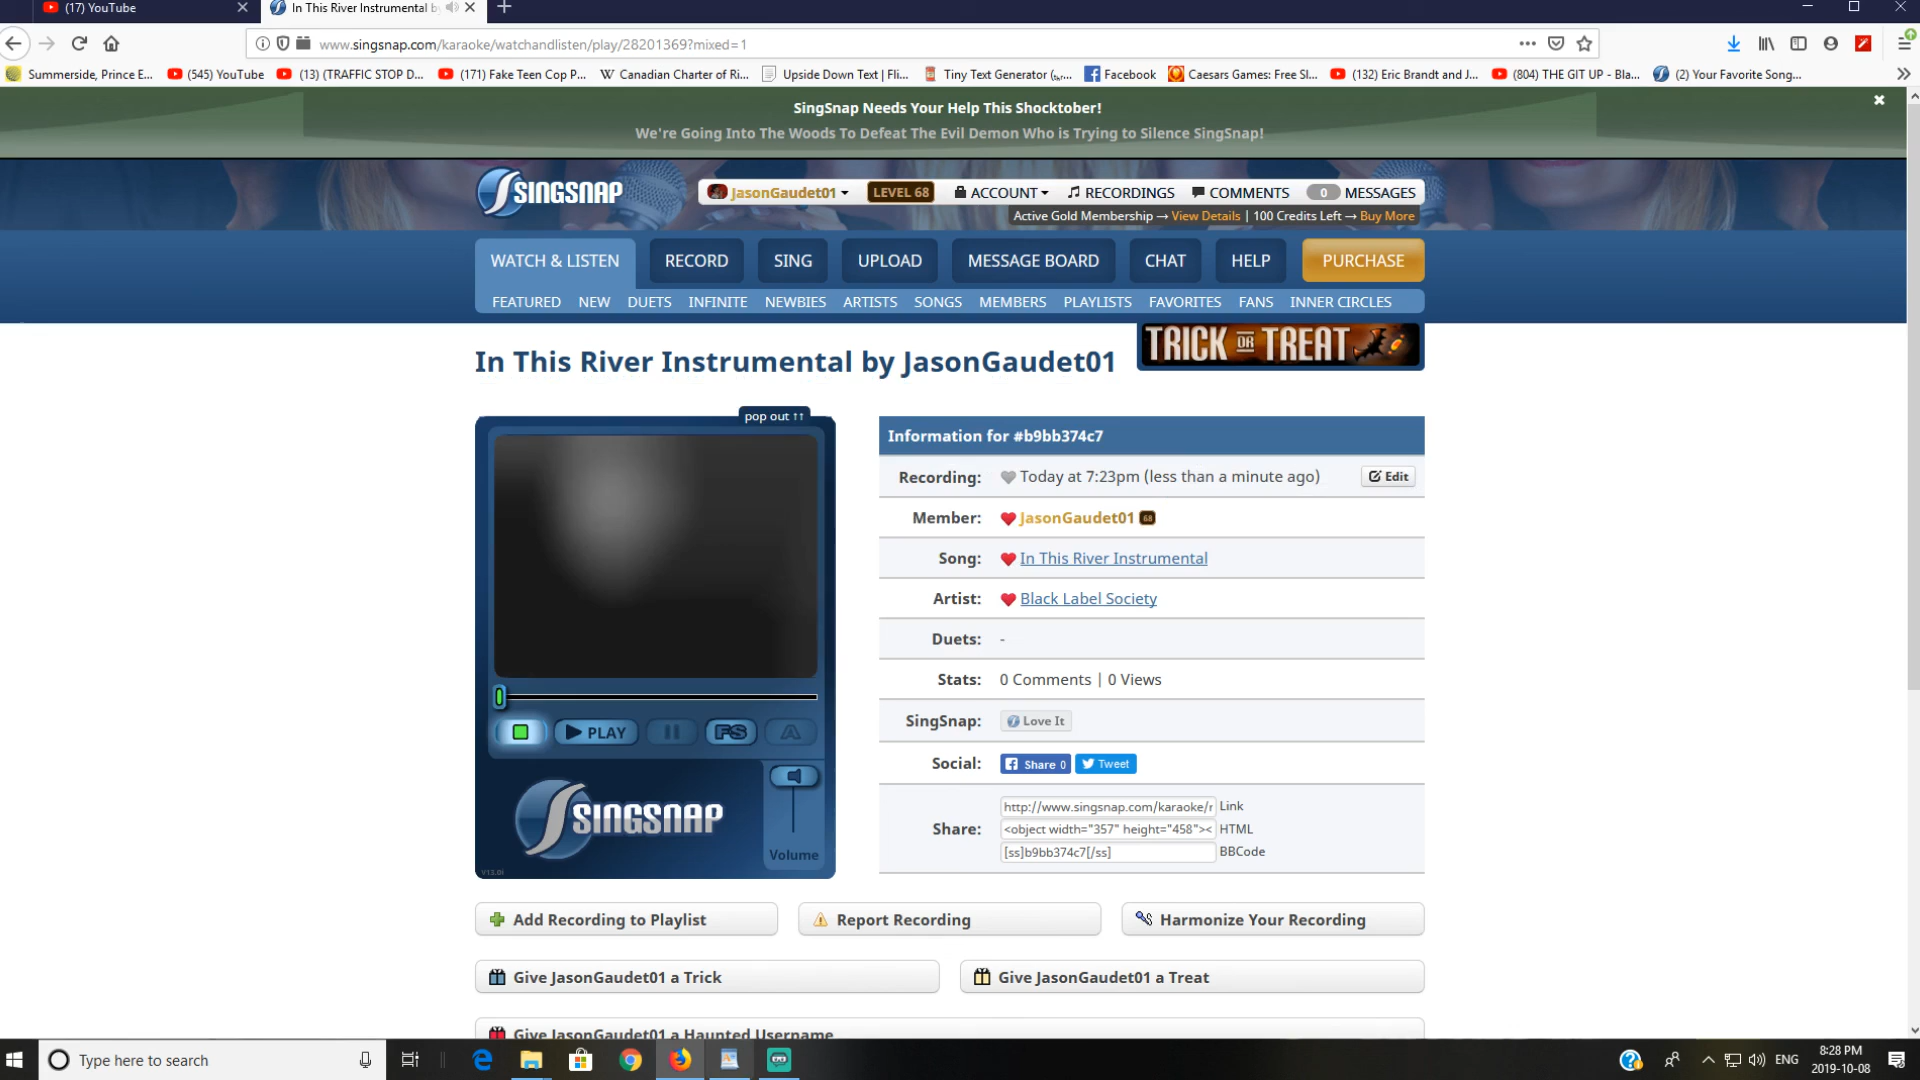 (17) YouTube
In This River Instrumental b
www.singsnap.com/karaoke/watchandlisten/play/28201369?mixed=1
Summerside, Prince E...
(545) YouTube
(13) (TRAFFIC STOP D...
(171) Fake Teen Cop P...
Canadian Charter of Ri...
Upside Down Text | Fli...
Tiny Text Generator
Facebook
Caesars Games: Free Sl...
(132) Eric Brandt and J...
(804) THE GIT UP - Bla...
(2) Your Favorite Song...
SingSnap Needs Your Help This Shocktober!
We're Going Into The Woods To Defeat The Evil Demon Who is Trying to Silence SingSnap!
SINGSNAP
JasonGaudet01 LEVEL 68 ACCOUNT RECORDINGS COMMENTS 0 MESSAGES
Active Gold Membership → View Details | 100 Credits Left → Buy More
WATCH & LISTEN RECORD SING UPLOAD MESSAGE BOARD CHAT HELP PURCHASE
FEATURED NEW DUETS INFINITE NEWBIES ARTISTS SONGS MEMBERS PLAYLISTS FAVORITES FANS INNER CIRCLES
TRICK OR TREAT
In This River Instrumental by JasonGaudet01
pop out ↑↑
PLAY FS A
SINGSNAP
Volume
V13.01
Information for #b9bb374c7
Recording: Today at 7:23pm (less than a minute ago) Edit
Member: JasonGaudet01 68
Song: In This River Instrumental
Artist: Black Label Society
Duets: -
Stats: 0 Comments | 0 Views
SingSnap: Love It
Social: Share 0 Tweet
Share:
http://www.singsnap.com/karaoke/r Link
<object width="357" height="458">< HTML
[ss]b9bb374c7[/ss] BBCode
Add Recording to Playlist
Report Recording
Harmonize Your Recording
Give JasonGaudet01 a Trick
Give JasonGaudet01 a Treat
Give JasonGaudet01 a Haunted Username
Type here to search
ENG
8:28 PM
2019-10-08